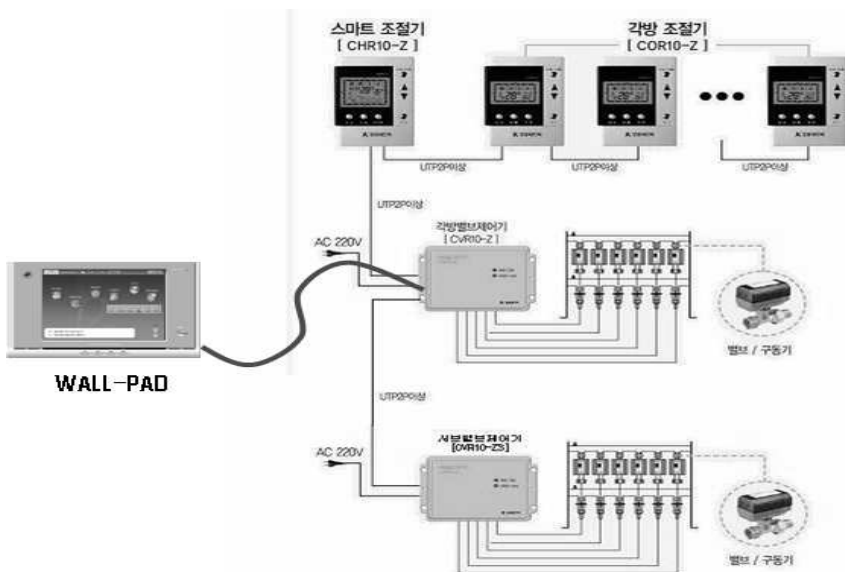 스마트 조절기
[ CHR10-Z ]
각방 조절기
[ COR10-Z ]
UTP2P이상
UTP2P이상
UTP2P이상
UTP2P이상
각방밸브제어기
[ CVR10-Z ]
AC 220V
밸브 / 구동기
WALL-PAD
UTP2P이상
서브밸브제어기
[CVR10-ZS]
AC 220V
밸브 / 구동기